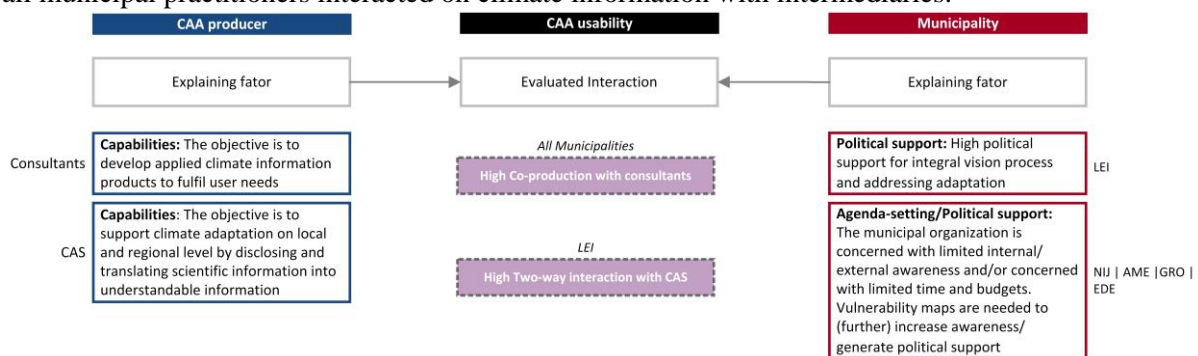 all municipal practitioners interacted on climate information with intermediaries.
CAA producer
CAA usability
Municipality
Explaining fator
Evaluated Interaction
Explaining fator
Consultants
Capabilities: The objective is to
develop applied climate information
products to fulfil user needs
All Municipalities
High Co-production with consultants
Political support: High political
support for integral vision process
and addressing adaptation
LEI
CAS
Capabilities: The objective is to
support climate adaptation on local
and regional level by disclosing and
translating scientific information into
understandable information
LEI
High Two-way interaction with CAS
Agenda-setting/Political support:
The municipal organization is
concerned with limited internal/
external awareness and/or concerned
with limited time and budgets.
Vulnerability maps are needed to
(further) increase awareness/
generate political support
NIJ | AME |GRO |
EDE